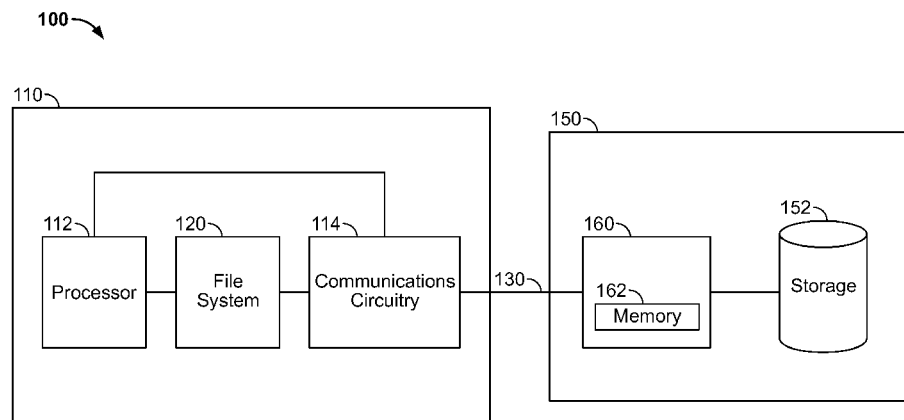 100
110
150
112
120
114
160
152
Processor
File
System
Communications
Circuitry
130
162
Memory
Storage